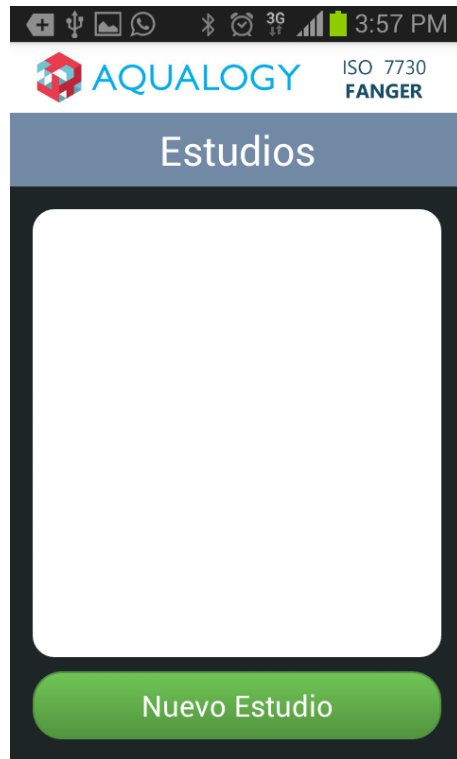 3G 3:57 PM
AQUALOGY ISO 7730
FANGER
Estudios
Nuevo Estudio